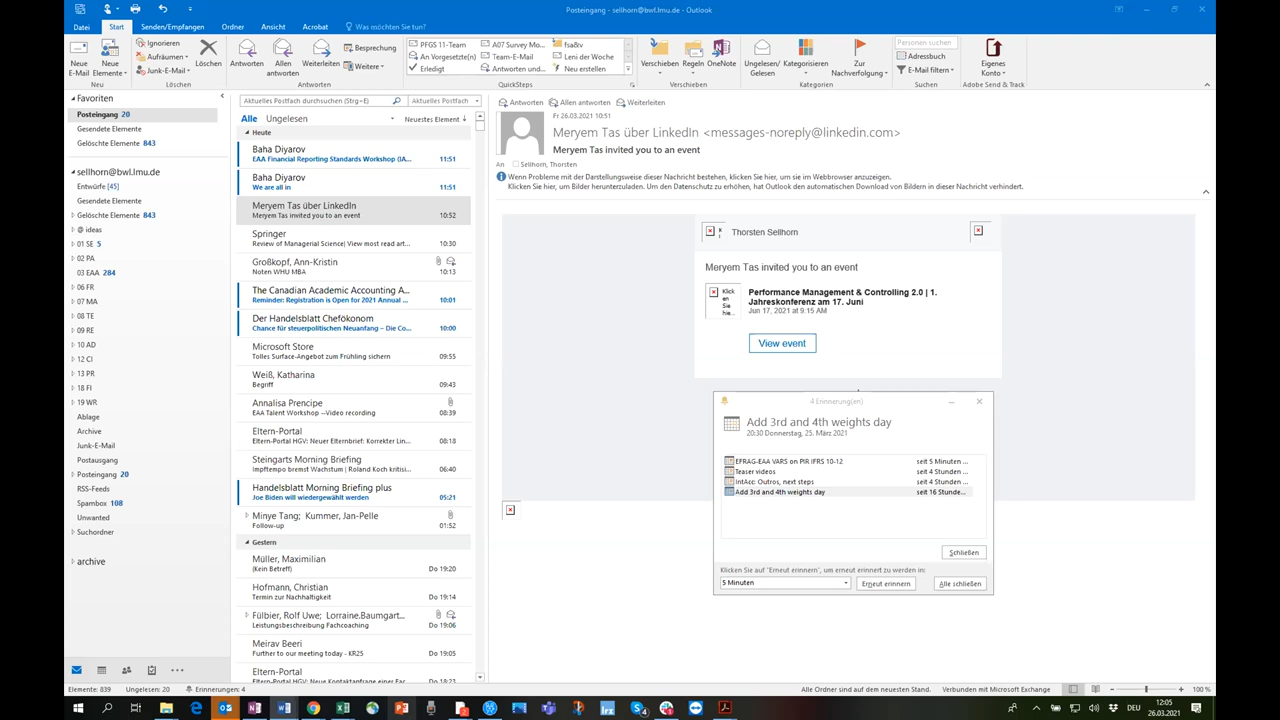 Posteingang - sellhorn@bwl.lmu.de - Outlook
Datei Start Senden/Empfangen Ordner Ansicht Acrobat Was möchten Sie tun?
Neue E-Mail
Neue Elemente
Ignorieren
Aufräumen
Junk-E-Mail
Löschen
Löschen
Antworten
Allen antworten
Weiterleiten
Besprechung
Weitere
Antworten
PFGS 11-Team
An Vorgesetzte(n)
Erledigt
A07 Survey Mo...
Team-E-Mail
Antworten und...
fsa&v
Leni der Woche
Neu erstellen
QuickSteps
Verschieben
Regeln
OneNote
Verschieben
Ungelesen/ Gelesen
Kategorisieren
Zur Nachverfolgung
Kategorien
Personen suchen
Adressbuch
E-Mail filtern
Suchen
Eigenes Konto
Adobe Send & Track
Favoriten
Posteingang 20
Gesendete Elemente
Gelöschte Elemente 843
sellhorn@bwl.lmu.de
Entwürfe [45]
Gesendete Elemente
Gelöschte Elemente 843
@ ideas
01 SE 5
02 PA
03 EAA 284
06 FR
07 MA
08 TE
09 RE
10 AD
12 CI
13 PR
18 FI
19 WR
Ablage
Archive
Junk-E-Mail
Postausgang
Posteingang 20
RSS-Feeds
Spambox 108
Unwanted
Suchordner
archive
Aktuelles Postfach durchsuchen (Strg+E) Aktuelles Postfach
Alle Ungelesen Neuestes Element
Heute
Baha Diyarov
EAA Financial Reporting Standards Workshop (IA... 11:51
Baha Diyarov
We are all in 11:51
Meryem Tas über LinkedIn
Meryem Tas invited you to an event 10:52
Springer
Review of Managerial Science| View most read art... 10:30
Großkopf, Ann-Kristin
Noten WHU MBA 10:13
The Canadian Academic Accounting A...
Reminder: Registration is Open for 2021 Annual ... 10:01
Der Handelsblatt Chefökonom
Chance für steuerpolitischen Neuanfang – Die Co... 10:00
Microsoft Store
Tolles Surface-Angebot zum Frühling sichern 09:55
Weiß, Katharina
Begriff 09:43
Annalisa Prencipe
EAA Talent Workshop --Video recording 08:39
Eltern-Portal
Eltern-Portal HGV: Neuer Elternbrief: Korrekter Lin... 08:18
Steingarts Morning Briefing
Impftempo bremst Wachstum | Roland Koch kritisi... 06:40
Handelsblatt Morning Briefing plus
Joe Biden will wiedergewählt werden 05:21
Minye Tang; Kummer, Jan-Pelle
Follow-up 01:52
Gestern
Müller, Maximilian
(Kein Betreff) Do 19:20
Hofmann, Christian
Termin zur Nachhaltigkeit Do 19:14
Fülbier, Rolf Uwe; Lorraine.Baumgart...
Leistungsbeschreibung Fachcoaching Do 19:06
Meirav Beeri
Further to our meeting today - KR25 Do 19:05
Eltern-Portal
Eltern-Portal HGV: Neue Kontaktanfrage einer Fac... Do 18:23
Antworten Allen antworten Weiterleiten
Fr 26.03.2021 10:51
Meryem Tas über LinkedIn <messages-noreply@linkedin.com>
Meryem Tas invited you to an event
An Sellhorn, Thorsten
Wenn Probleme mit der Darstellungsweise dieser Nachricht bestehen, klicken Sie hier, um sie im Webbrowser anzuzeigen.
Klicken Sie hier, um Bilder herunterzuladen. Um den Datenschutz zu erhöhen, hat Outlook den automatischen Download von Bildern in dieser Nachricht verhindert.
Thorsten Sellhorn
Meryem Tas invited you to an event
Klick
en
Sie
hie...
Performance Management & Controlling 2.0 | 1.
Jahreskonferenz am 17. Juni
Jun 17, 2021 at 9:15 AM
View event
4 Erinnerung(en)
Add 3rd and 4th weights day
20:30 Donnerstag, 25. März 2021
EFRAG-EAA VARS on PIR IFRS 10-12 seit 5 Minuten ...
Teaser videos seit 4 Stunden ...
IntAcc: Outros, next steps seit 4 Stunden ...
Add 3rd and 4th weights day seit 16 Stunde...
Schließen
Klicken Sie auf "Erneut erinnern", um erneut erinnert zu werden in:
5 Minuten Erneut erinnern Alle schließen
Elemente: 839 Ungelesen: 20 Erinnerungen: 4 Alle Ordner sind auf dem neuesten Stand. Verbunden mit Microsoft Exchange 100 %
lrz
DEU
12:05
26.03.2021